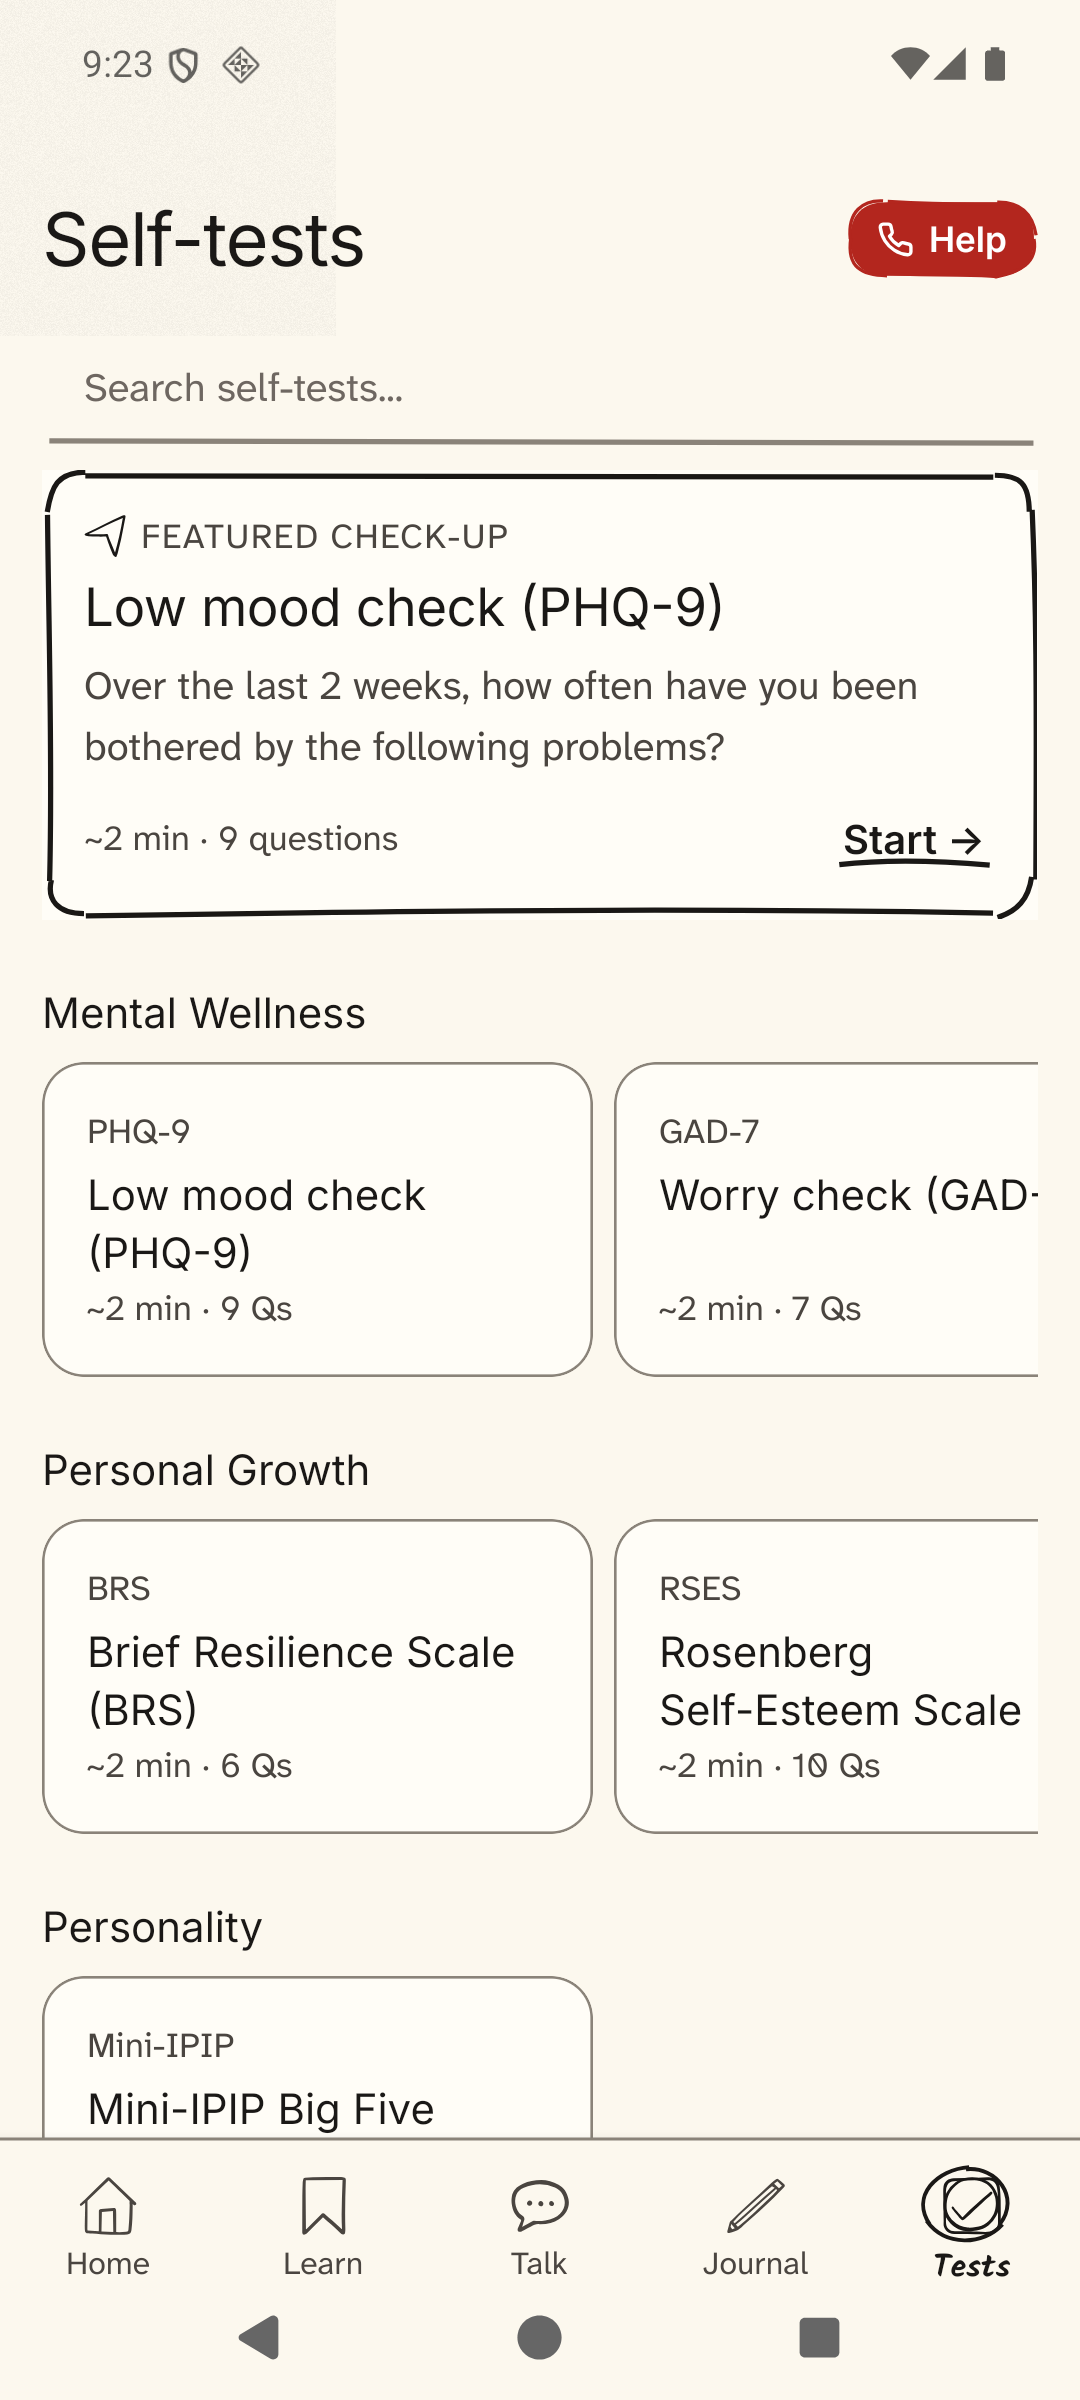 9:23
Self-tests
Help
Search self-tests...
FEATURED CHECK-UP
Low mood check (PHQ-9)
Over the last 2 weeks, how often have you been
bothered by the following problems?
~2 min · 9 questions
Start →
Mental Wellness
PHQ-9
Low mood check
(PHQ-9)
~2 min · 9 Qs
GAD-7
Worry check (GAD-
~2 min · 7 Qs
Personal Growth
BRS
Brief Resilience Scale
(BRS)
~2 min · 6 Qs
RSES
Rosenberg
Self-Esteem Scale
~2 min · 10 Qs
Personality
Mini-IPIP
Mini-IPIP Big Five
Home
Learn
Talk
Journal
Tests